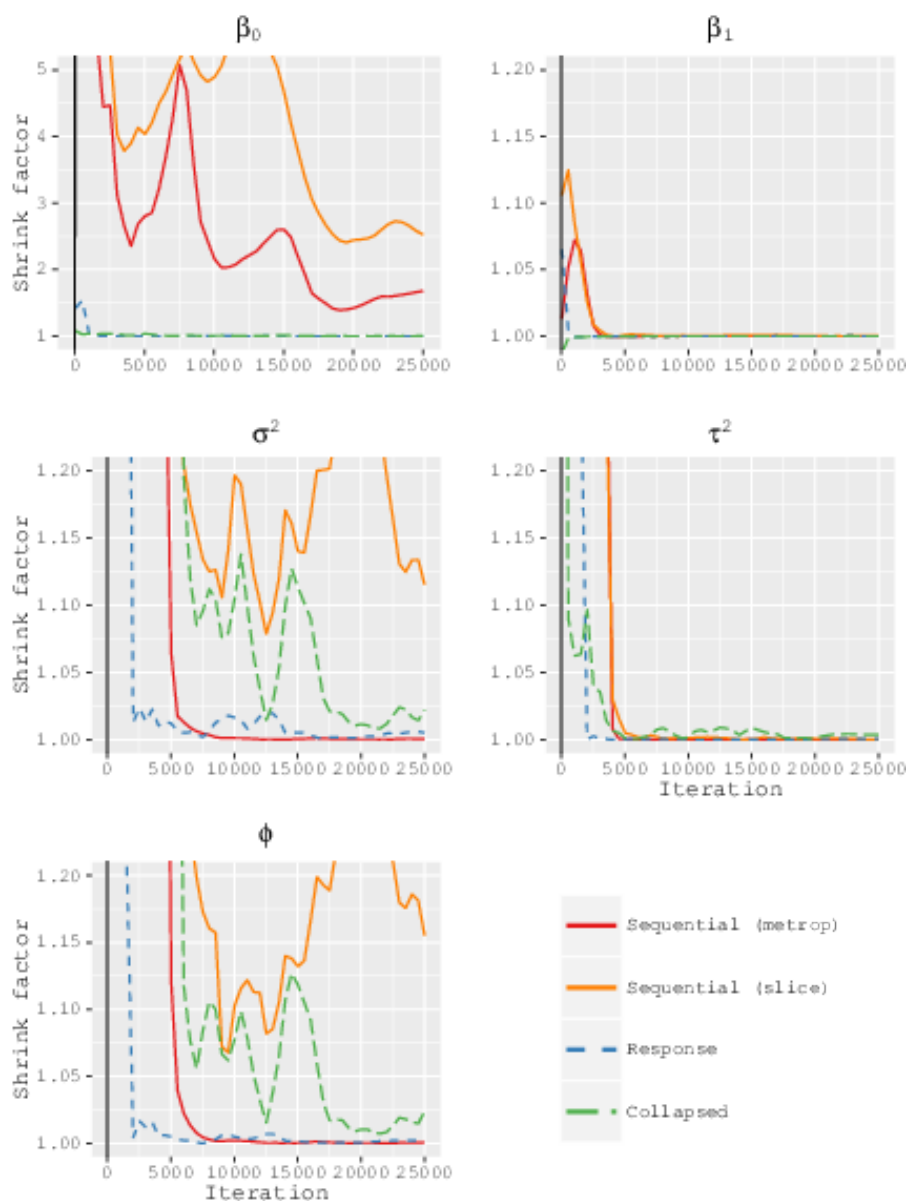 β0
β1
Shrink factor
5
4
3
2
1
0 5000 10000 15000 20000 25000
1.20
1.15
1.10
1.05
1.00
0 5000 10000 15000 20000 25000
σ2
τ2
Shrink factor
1.20
1.15
1.10
1.05
1.00
0 5000 10000 15000 20000 25000
1.20
1.15
1.10
1.05
1.00
0 5000 10000 15000 20000 25000
Iteration
ϕ
Shrink factor
1.20
1.15
1.10
1.05
1.00
0 5000 10000 15000 20000 25000
Iteration
Sequential (metrop)
Sequential (slice)
Response
Collapsed